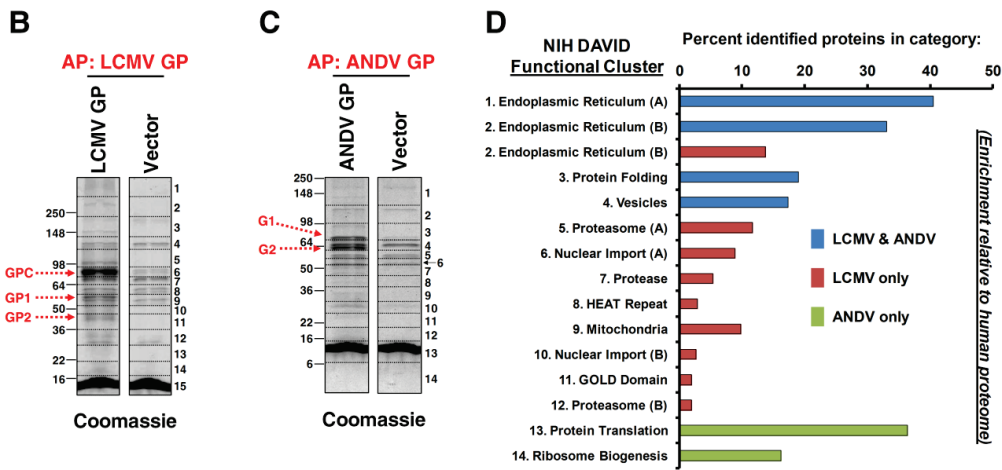 B
AP: LCMV GP
LCMV GP
Vector
250
148
98
64
50
36
22
16
GPC
GP1
GP2
1
2
3
4
5
6
7
8
9
10
11
12
13
14
15
Coomassie
C
AP: ANDV GP
ANDV GP
Vector
250
148
98
64
50
36
22
16
6
G1
G2
1
2
3
4
5
6
7
8
9
10
11
12
13
14
Coomassie
D
NIH DAVID
Functional Cluster
Percent identified proteins in category:
0 10 20 30 40 50
1. Endoplasmic Reticulum (A)
2. Endoplasmic Reticulum (B)
2. Endoplasmic Reticulum (B)
3. Protein Folding
4. Vesicles
5. Proteasome (A)
6. Nuclear Import (A)
7. Protease
8. HEAT Repeat
9. Mitochondria
10. Nuclear Import (B)
11. GOLD Domain
12. Proteasome (B)
13. Protein Translation
14. Ribosome Biogenesis
LCMV & ANDV
LCMV only
ANDV only
(Enrichment relative to human proteome)